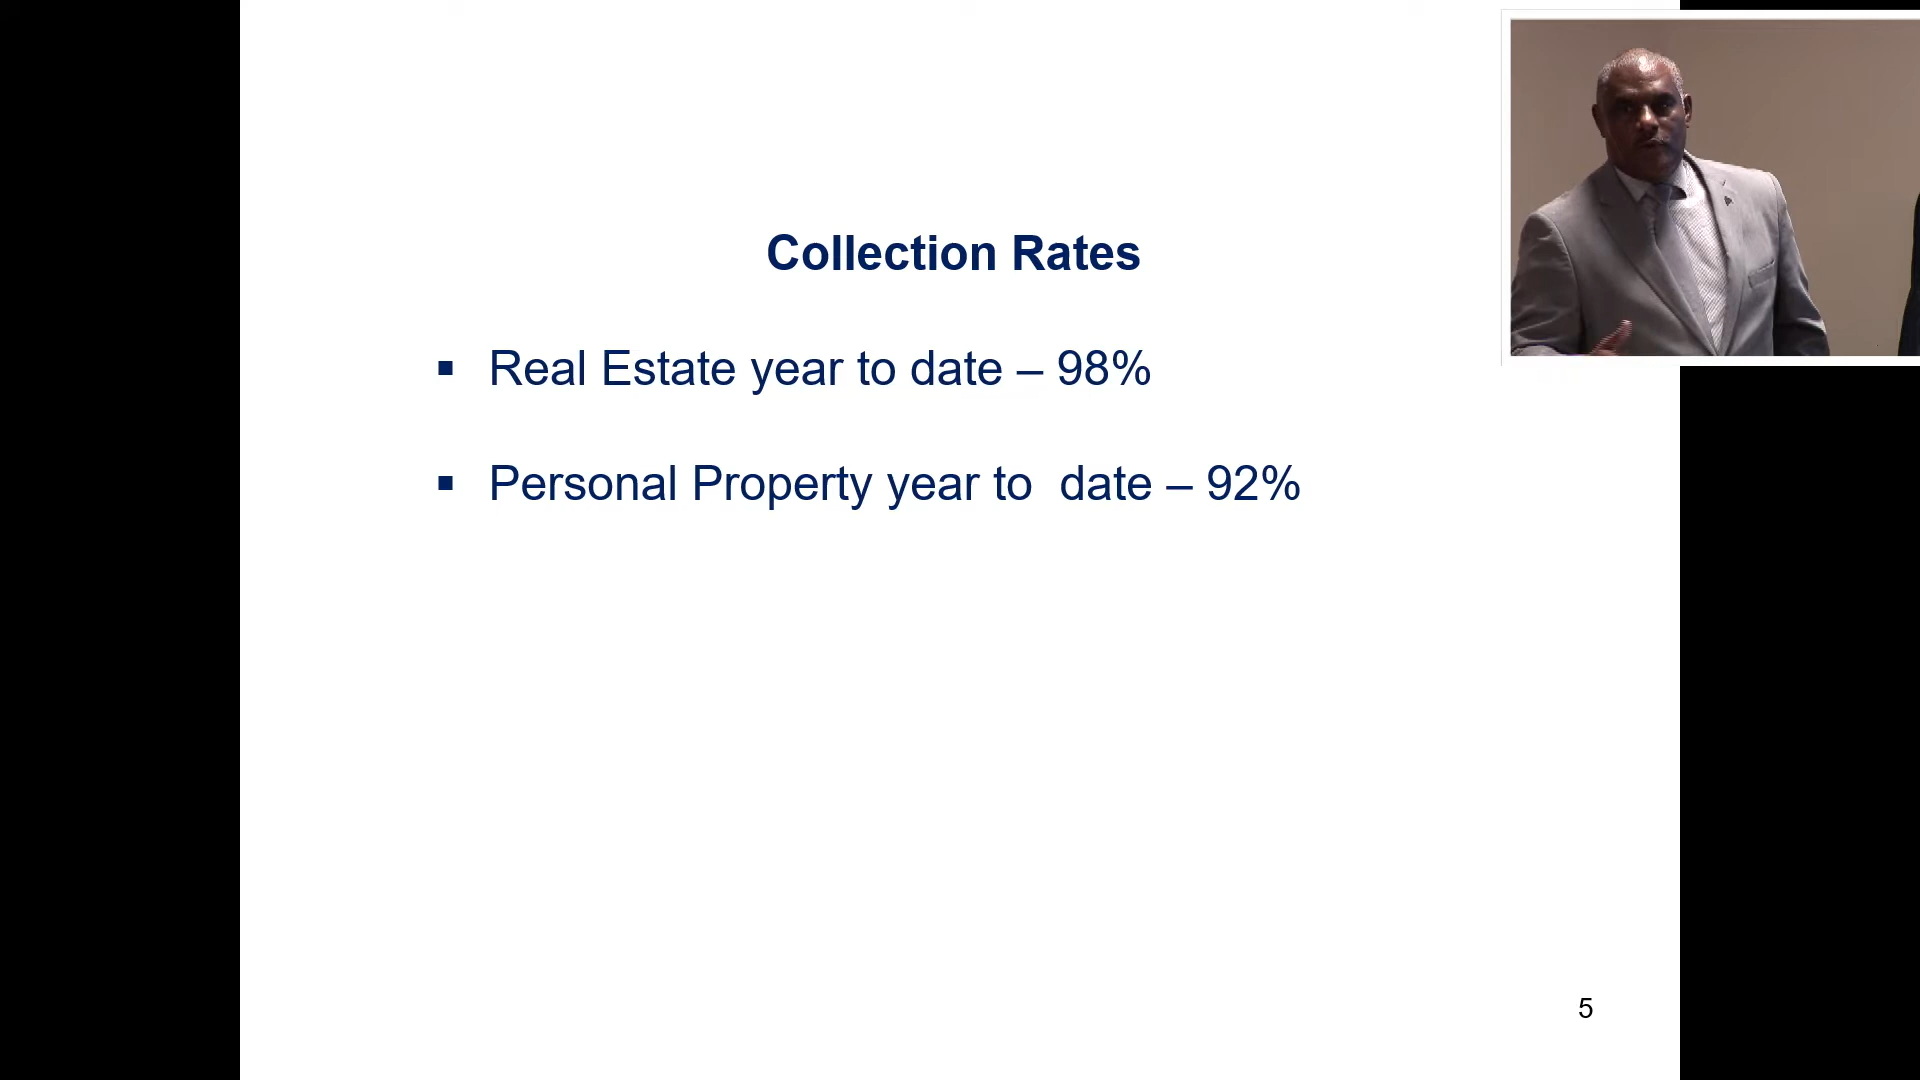 Collection Rates
▪ Real Estate year to date – 98%
▪ Personal Property year to  date – 92%
5